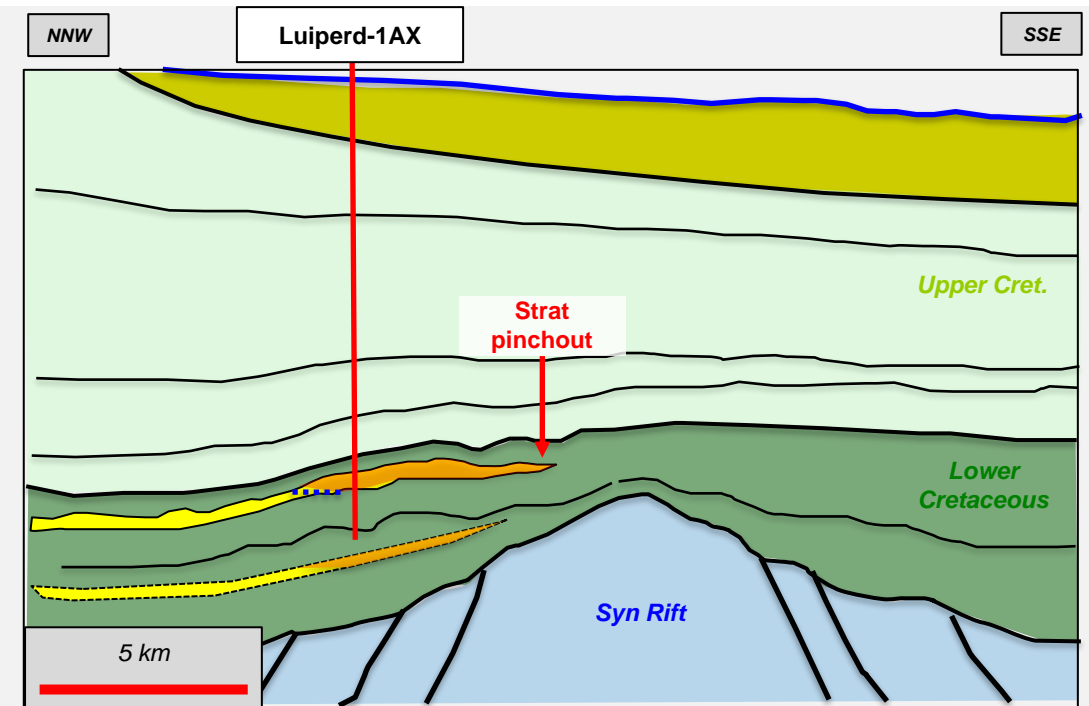 NNW
Luiperd-1AX
SSE
Upper Cret.
Strat
pinchout
Lower
Cretaceous
Syn Rift
5 km